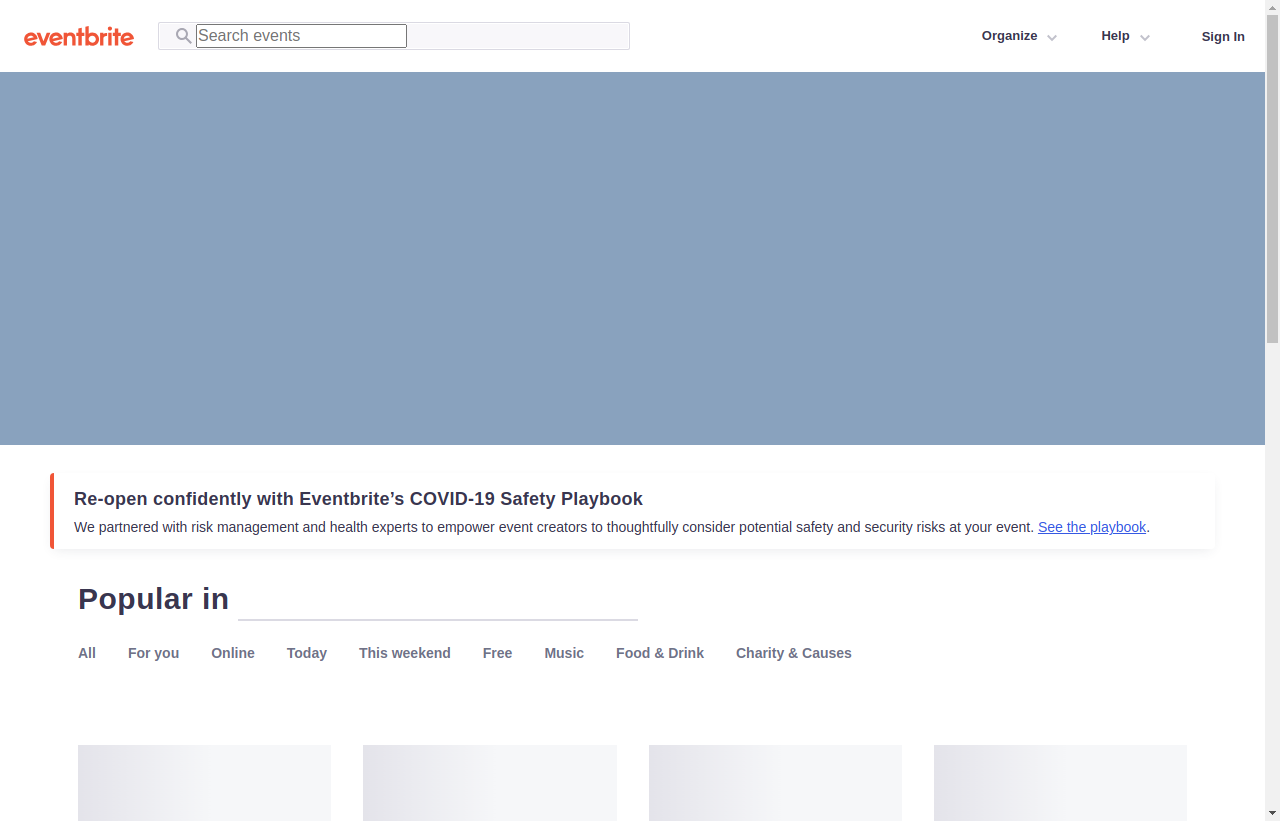 eventbrite
Search events
Organize
Help
Sign In
Re-open confidently with Eventbrite’s COVID-19 Safety Playbook
We partnered with risk management and health experts to empower event creators to thoughtfully consider potential safety and security risks at your event. See the playbook.
Popular in
All For you Online Today This weekend Free Music Food & Drink Charity & Causes